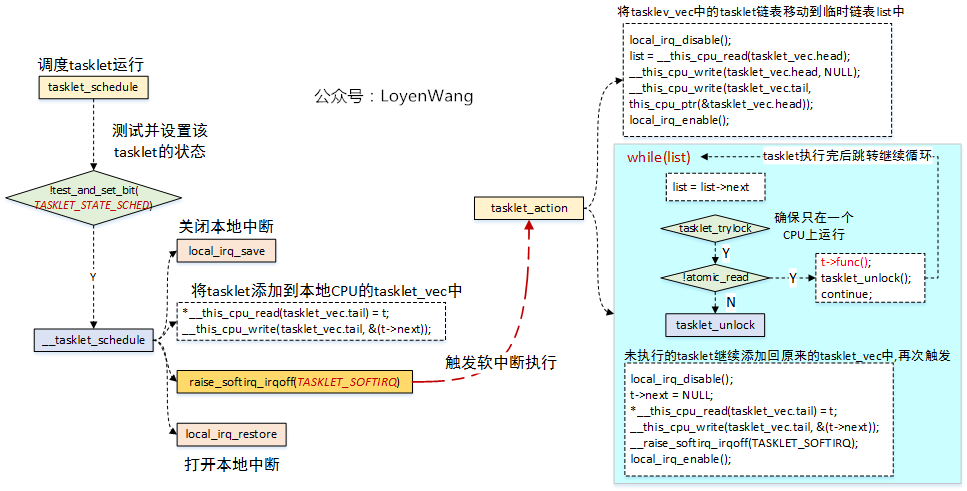 调度tasklet运行
tasklet_schedule
测试并设置该
tasklet的状态
!test_and_set_bit(
TASKLET_STATE_SCHED)
Y
__tasklet_schedule
关闭本地中断
local_irq_save
将tasklet添加到本地CPU的tasklet_vec中
*__this_cpu_read(tasklet_vec.tail) = t;
__this_cpu_write(tasklet_vec.tail, &(t->next));
raise_softirq_irqoff(TASKLET_SOFTIRQ)
local_irq_restore
打开本地中断
公众号：LoyenWang
触发软中断执行
tasklet_action
将tasklev_vec中的tasklet链表移动到临时链表list中
local_irq_disable();
list = __this_cpu_read(tasklet_vec.head);
__this_cpu_write(tasklet_vec.head, NULL);
__this_cpu_write(tasklet_vec.tail,
this_cpu_ptr(&tasklet_vec.head));
local_irq_enable();
while(list)
tasklet执行完后跳转继续循环
list = list->next
tasklet_trylock
确保只在一个
CPU上运行
Y
!atomic_read
Y
t->func();
tasklet_unlock();
continue;
N
tasklet_unlock
未执行的tasklet继续添加回原来的tasklet_vec中,再次触发
local_irq_disable();
t->next = NULL;
*__this_cpu_read(tasklet_vec.tail) = t;
__this_cpu_write(tasklet_vec.tail, &(t->next));
__raise_softirq_irqoff(TASKLET_SOFTIRQ);
local_irq_enable();